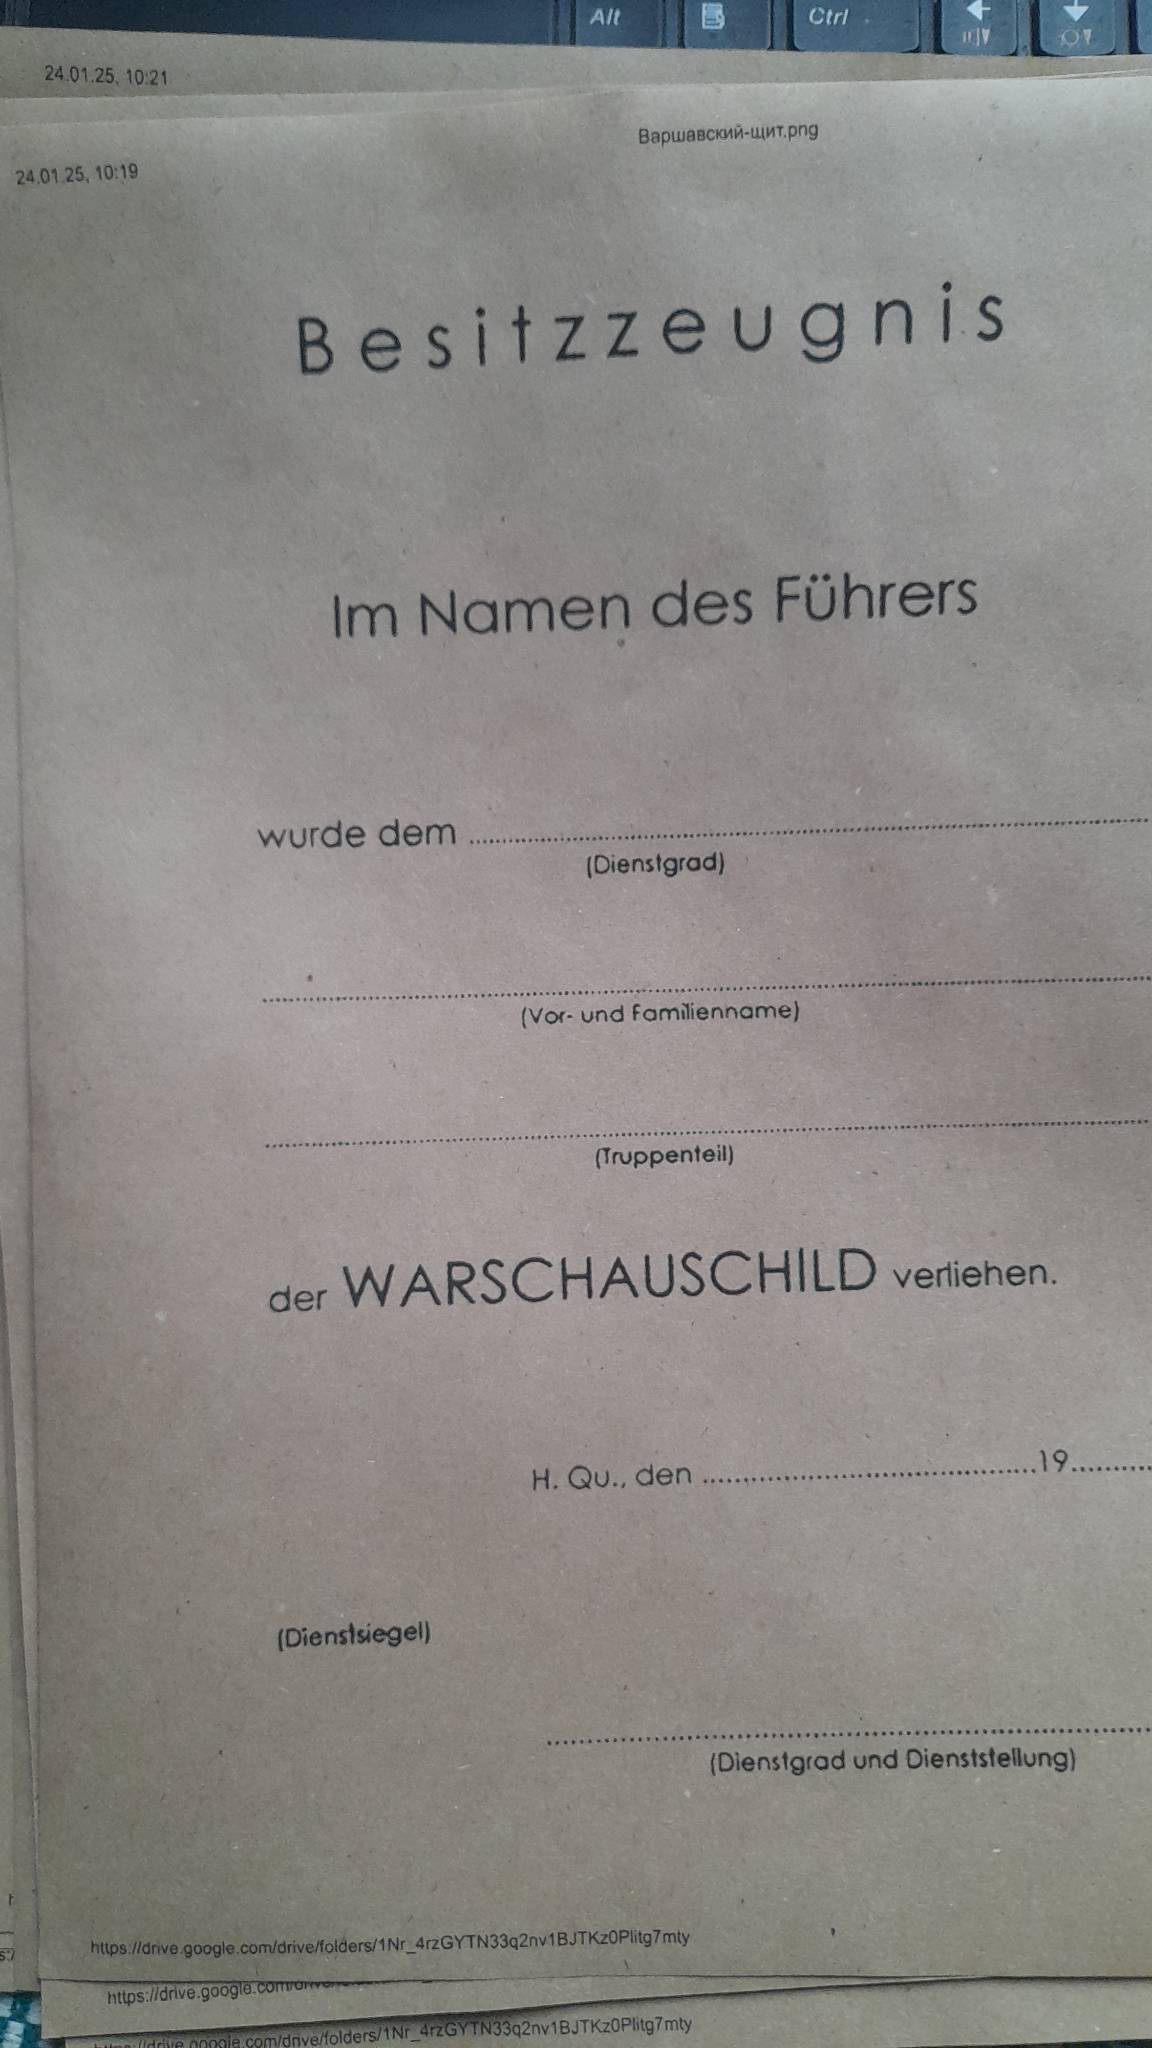 Alt
Ctrl
24.01.25, 10:21
Варшавский-щит.png
24.01.25, 10:19
Besitzzeugnis
Im Namen des Führers
wurde dem
(Dienstgrad)
(Vor- und Familienname)
(Truppenteil)
der WARSCHAUSCHILD verliehen.
H. Qu., den ........................................19..........
(Dienstsiegel)
(Dienstgrad und Dienststellung)
https://drive.google.com/drive/folders/1Nr_4rzGYTN33q2nv1BJTKz0Plitg7mty
https://drive.google.com/
https://drive.google.com/drive/folders/1Nr_4rzGYTN33q2nv1BJTKz0Plitg7mty